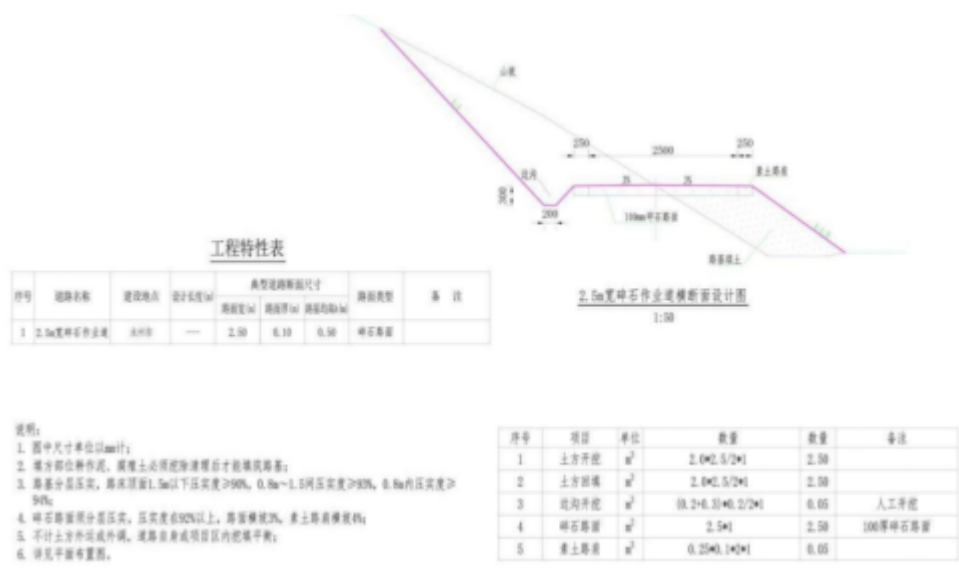 山坡
250
2500
250
边沟
素土路肩
300
200
100mm碎石路面
路基填土
2.5m宽碎石作业道横断面设计图
1:50
工程特性表
序号 道路名称 建设地点 设计长度(m) 典型道路断面尺寸 路面类型 备 注
路面宽(m) 路面厚(m)
1 2.5m宽碎石作业道 --- 2.50 0.10 0.50 碎石路面
说明:
1. 图中尺寸单位以mm计;
2. 填方部位种作泥、腐殖土必须挖除清理后才能填筑路基;
3. 路基分层压实, 路床顶面1.5m以下压实度≥90%, 0.8m～1.5间压实度≥93%, 0.8m内压实度≥
94%;
4. 碎石路面须分层压实, 压实度在92%以上, 路面横坡3%, 素土路肩横坡4%;
5. 不计土方外运或外调, 道路自身或项目区内挖填平衡;
6. 详见平面布置图。
序号 项目 单位 数量 数量 备注
1 土方开挖 m³ 2.0*2.5/2*1 2.50
2 土方回填 m³ 2.0*2.5/2*1 2.50
3 边沟开挖 m³ (0.2+0.3)*0.2/2*1 0.05 人工开挖
4 碎石路面 m² 2.5*1 2.50 100厚碎石路面
5 素土路肩 m³ 0.25*0.1*2*1 0.05